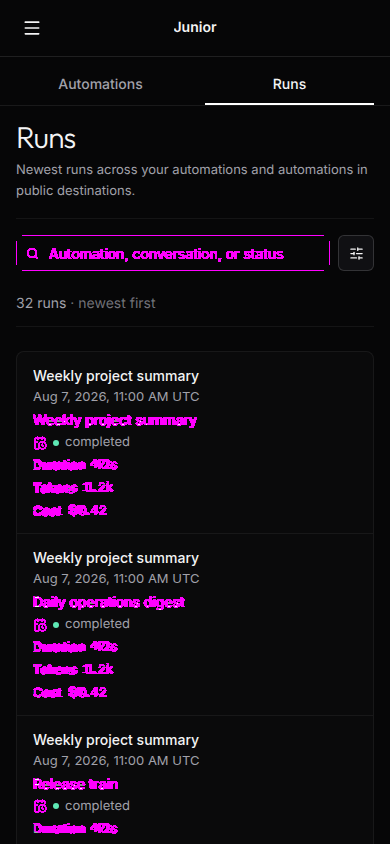 Junior
Automations
Runs
Runs
Newest runs across your automations and automations in
public destinations.
Automation, conversation, or status
32 runs · newest first
Weekly project summary
Aug 7, 2026, 11:00 AM UTC
Weekly project summary
completed
Duration 42s
Tokens 11.2k
Cost $0.42
Weekly project summary
Aug 7, 2026, 11:00 AM UTC
Daily operations digest
completed
Duration 42s
Tokens 11.2k
Cost $0.42
Weekly project summary
Aug 7, 2026, 11:00 AM UTC
Release train
completed
Duration 42s